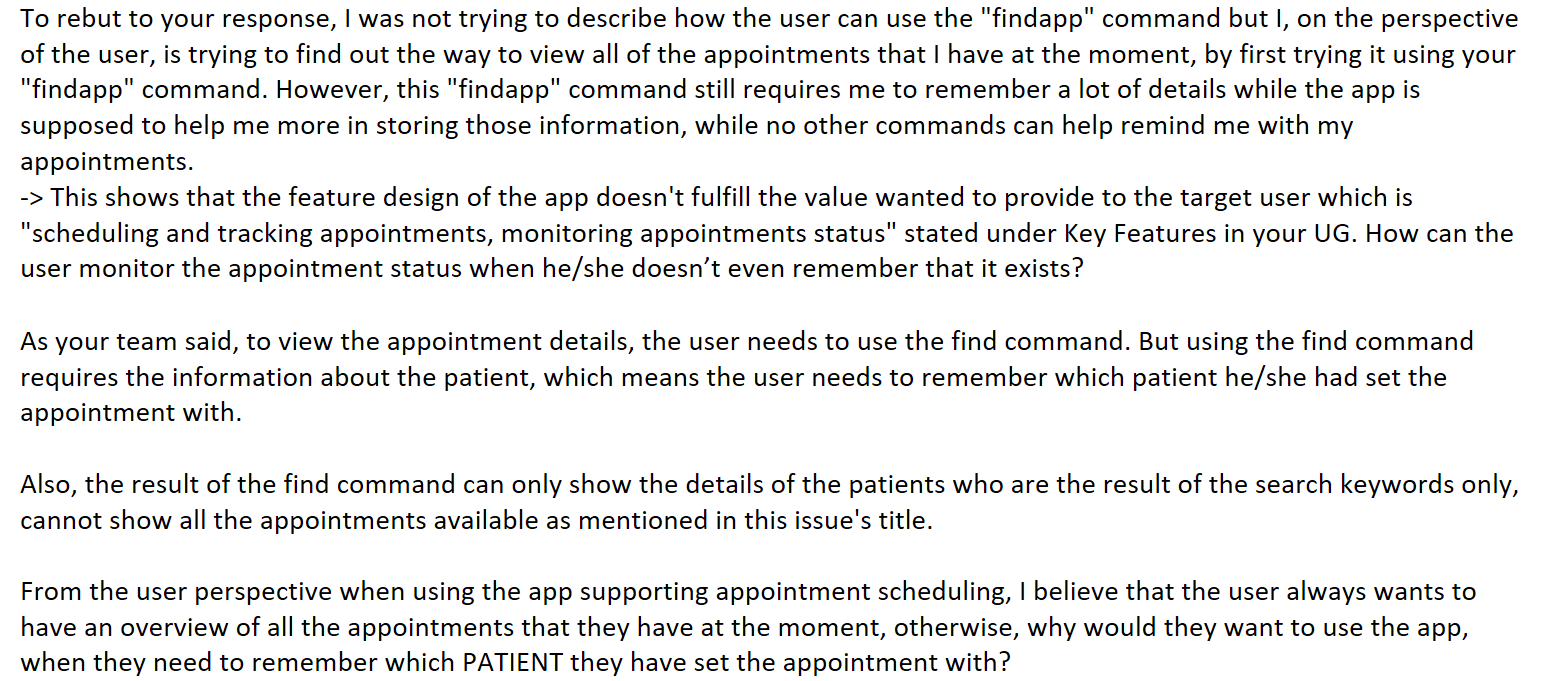 To rebut to your response, I was not trying to describe how the user can use the "findapp" command but I, on the perspective
of the user, is trying to find out the way to view all of the appointments that I have at the moment, by first trying it using your
"findapp" command. However, this "findapp" command still requires me to remember a lot of details while the app is
supposed to help me more in storing those information, while no other commands can help remind me with my
appointments.
-> This shows that the feature design of the app doesn't fulfill the value wanted to provide to the target user which is
"scheduling and tracking appointments, monitoring appointments status" stated under Key Features in your UG. How can the
user monitor the appointment status when he/she doesn’t even remember that it exists?
As your team said, to view the appointment details, the user needs to use the find command. But using the find command
requires the information about the patient, which means the user needs to remember which patient he/she had set the
appointment with.
Also, the result of the find command can only show the details of the patients who are the result of the search keywords only,
cannot show all the appointments available as mentioned in this issue's title.
From the user perspective when using the app supporting appointment scheduling, I believe that the user always wants to
have an overview of all the appointments that they have at the moment, otherwise, why would they want to use the app,
when they need to remember which PATIENT they have set the appointment with?